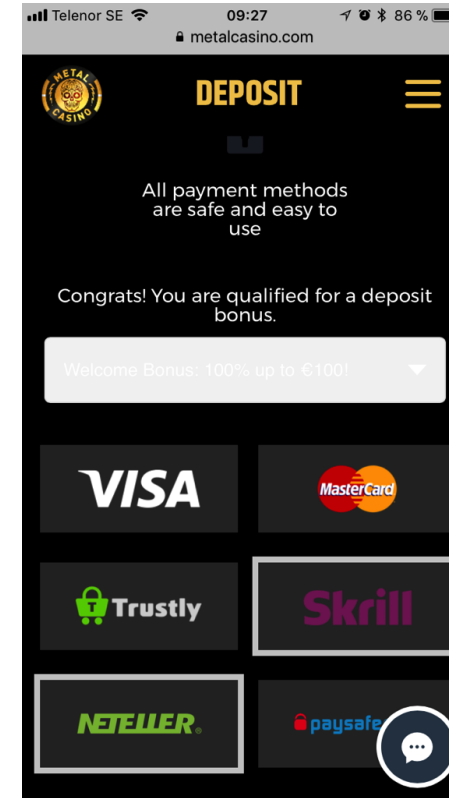 Telenor SE 09:27 86 %
metalcasino.com
METAL
CASINO
DEPOSIT
All payment methods
are safe and easy to
use
Congrats! You are qualified for a deposit
bonus.
Welcome Bonus: 100% up to €100!
VISA
MasterCard
T Trustly
Skrill
NETELLER®
paysafe